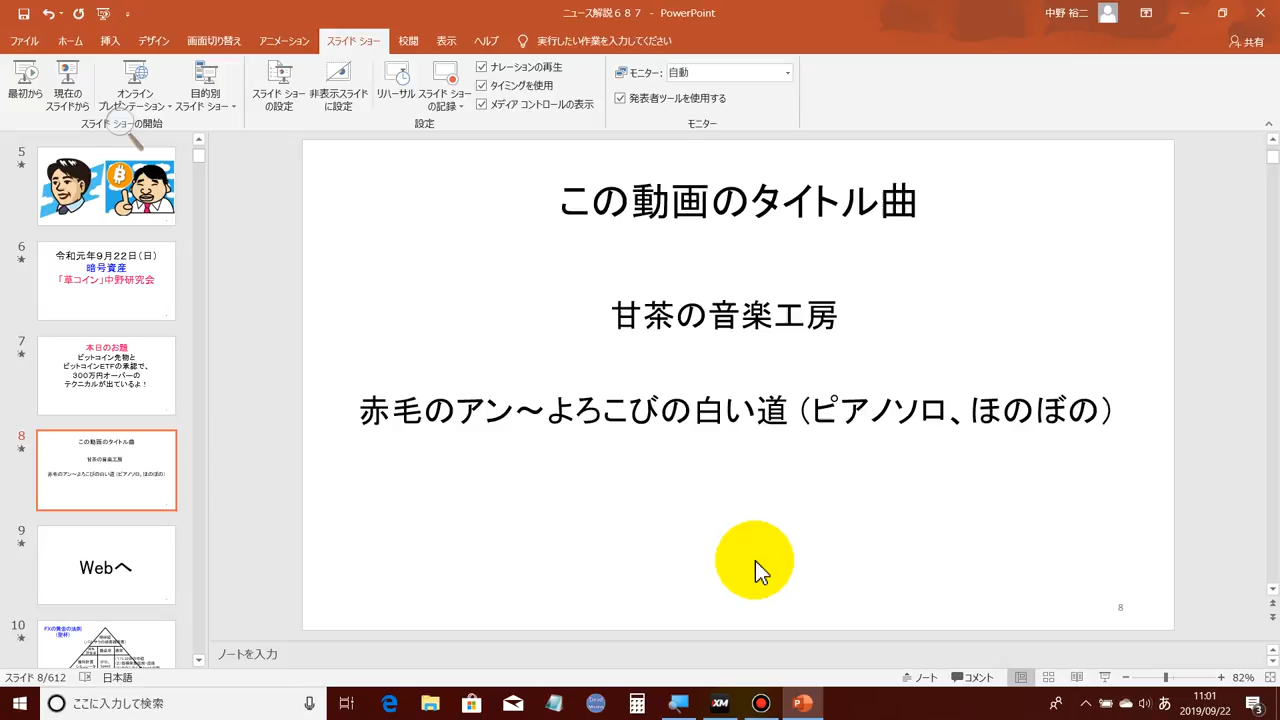 ニュース解説６８７ - PowerPoint
中野 裕二
ファイル ホーム 挿入 デザイン 画面切り替え アニメーション スライド ショー 校閲 表示 ヘルプ 実行したい作業を入力してください 共有
最初から
現在の
スライドから
オンライン
プレゼンテーション
目的別
スライド ショー
スライド ショーの開始
スライド ショー
の設定
非表示スライド
に設定
リハーサル
スライド ショー
の記録
ナレーションの再生
タイミングを使用
メディア コントロールの表示
設定
モニター: 自動
発表者ツールを使用する
モニター
5
6
令和元年９月２２日（日）
暗号資産
「草コイン」中野研究会
7
本日のお題
ビットコイン先物と
ビットコインＥＴＦの承認で、
３００万円オーバーの
テクニカルが出ているよ！
8
この動画のタイトル曲
甘茶の音楽工房
赤毛のアン～よろこびの白い道（ピアノソロ、ほのぼの）
9
Webへ
10
FXの黄金の法則
（聖杯）
この動画のタイトル曲
甘茶の音楽工房
赤毛のアン～よろこびの白い道（ピアノソロ、ほのぼの）
8
ノートを入力
スライド 8/612 日本語 ノート コメント 82%
ここに入力して検索
XM
あ
11:01
2019/09/22
3